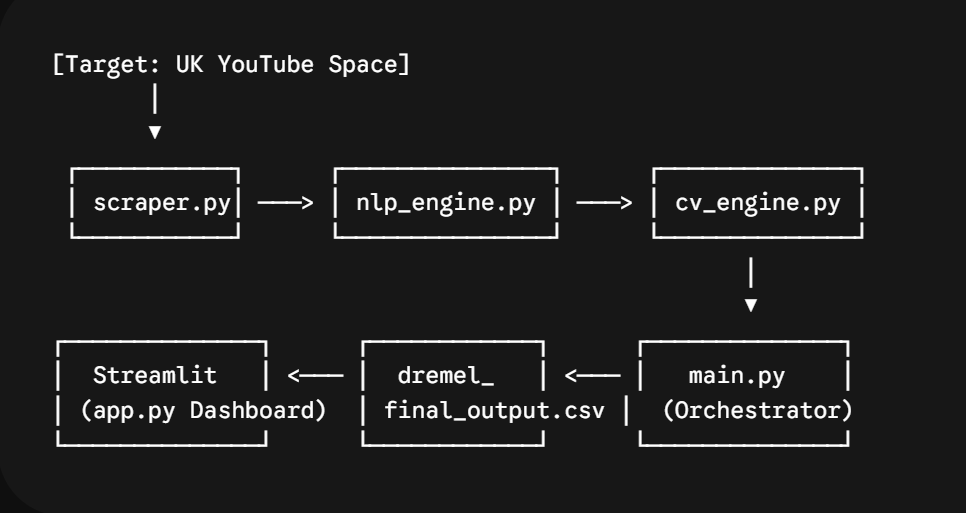 [Target: UK YouTube Space]
scraper.py
nlp_engine.py
cv_engine.py
Streamlit
(app.py Dashboard)
dremel_
final_output.csv
main.py
(Orchestrator)